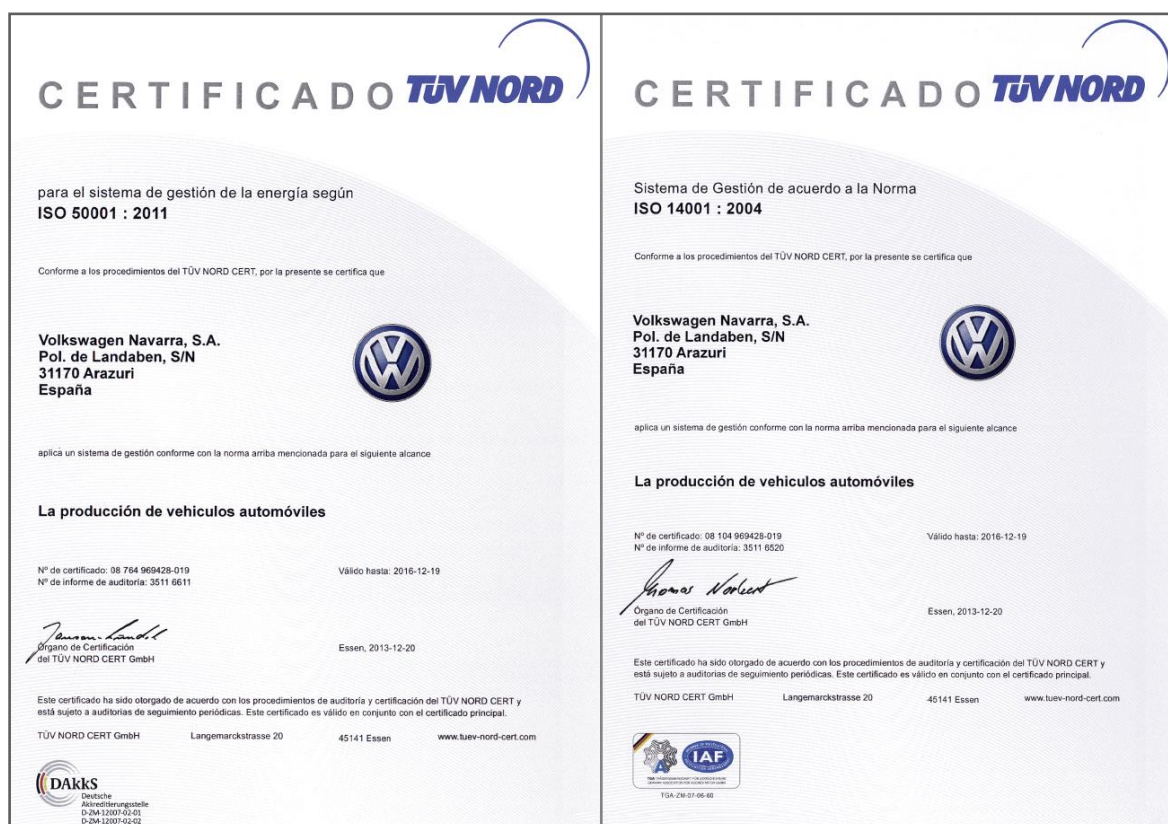 CERTIFICADO TÜV NORD
para el sistema de gestión de la energía según
ISO 50001 : 2011
Conforme a los procedimientos del TÜV NORD CERT, por la presente se certifica que
Volkswagen Navarra, S.A.
Pol. de Landaben, S/N
31170 Arazuri
España
aplica un sistema de gestión conforme con la norma arriba mencionada para el siguiente alcance
La producción de vehiculos automóviles
Nº de certificado: 08 764 969428-019 Válido hasta: 2016-12-19
Nº de informe de auditoría: 3511 6611
Órgano de Certificación Essen, 2013-12-20
del TÜV NORD CERT GmbH
Este certificado ha sido otorgado de acuerdo con los procedimientos de auditoría y certificación del TÜV NORD CERT y
está sujeto a auditorias de seguimiento periódicas. Este certificado es válido en conjunto con el certificado principal.
TÜV NORD CERT GmbH Langemarckstrasse 20 45141 Essen www.tuev-nord-cert.com
DAkkS
Deutsche
Akkreditierungsstelle
D-ZM-12007-02-01
D-ZM-12007-02-02
CERTIFICADO TÜV NORD
Sistema de Gestión de acuerdo a la Norma
ISO 14001 : 2004
Conforme a los procedimientos del TÜV NORD CERT, por la presente se certifica que
Volkswagen Navarra, S.A.
Pol. de Landaben, S/N
31170 Arazuri
España
aplica un sistema de gestión conforme con la norma arriba mencionada para el siguiente alcance
La producción de vehiculos automóviles
Nº de certificado: 08 104 969428-019 Válido hasta: 2016-12-19
Nº de informe de auditoría: 3511 6520
Órgano de Certificación Essen, 2013-12-20
del TÜV NORD CERT GmbH
Este certificado ha sido otorgado de acuerdo con los procedimientos de auditoría y certificación del TÜV NORD CERT y
está sujeto a auditorias de seguimiento periódicas. Este certificado es válido en conjunto con el certificado principal.
TÜV NORD CERT GmbH Langemarckstrasse 20 45141 Essen www.tuev-nord-cert.com
IAF
TGA-ZM-07-06-60